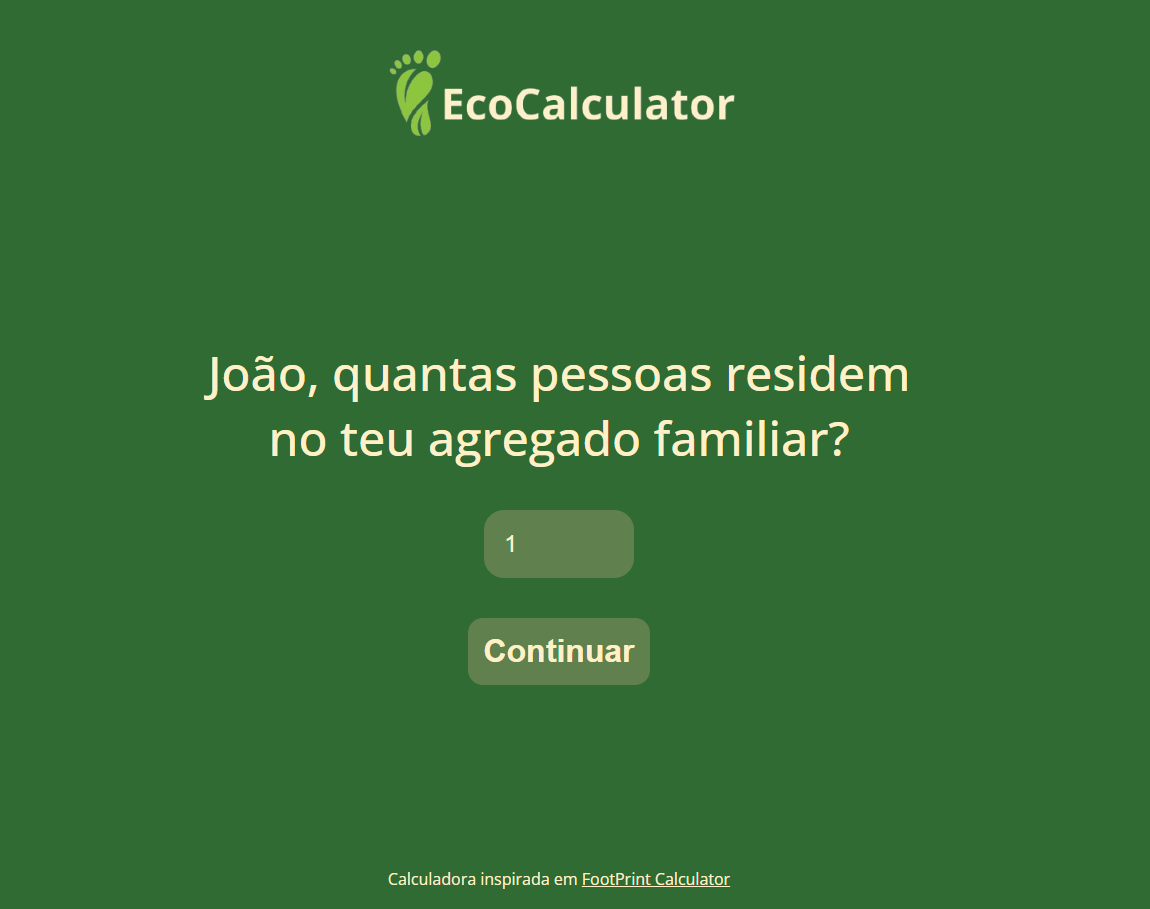 EcoCalculator
João, quantas pessoas residem
no teu agregado familiar?
1
Continuar
Calculadora inspirada em FootPrint Calculator